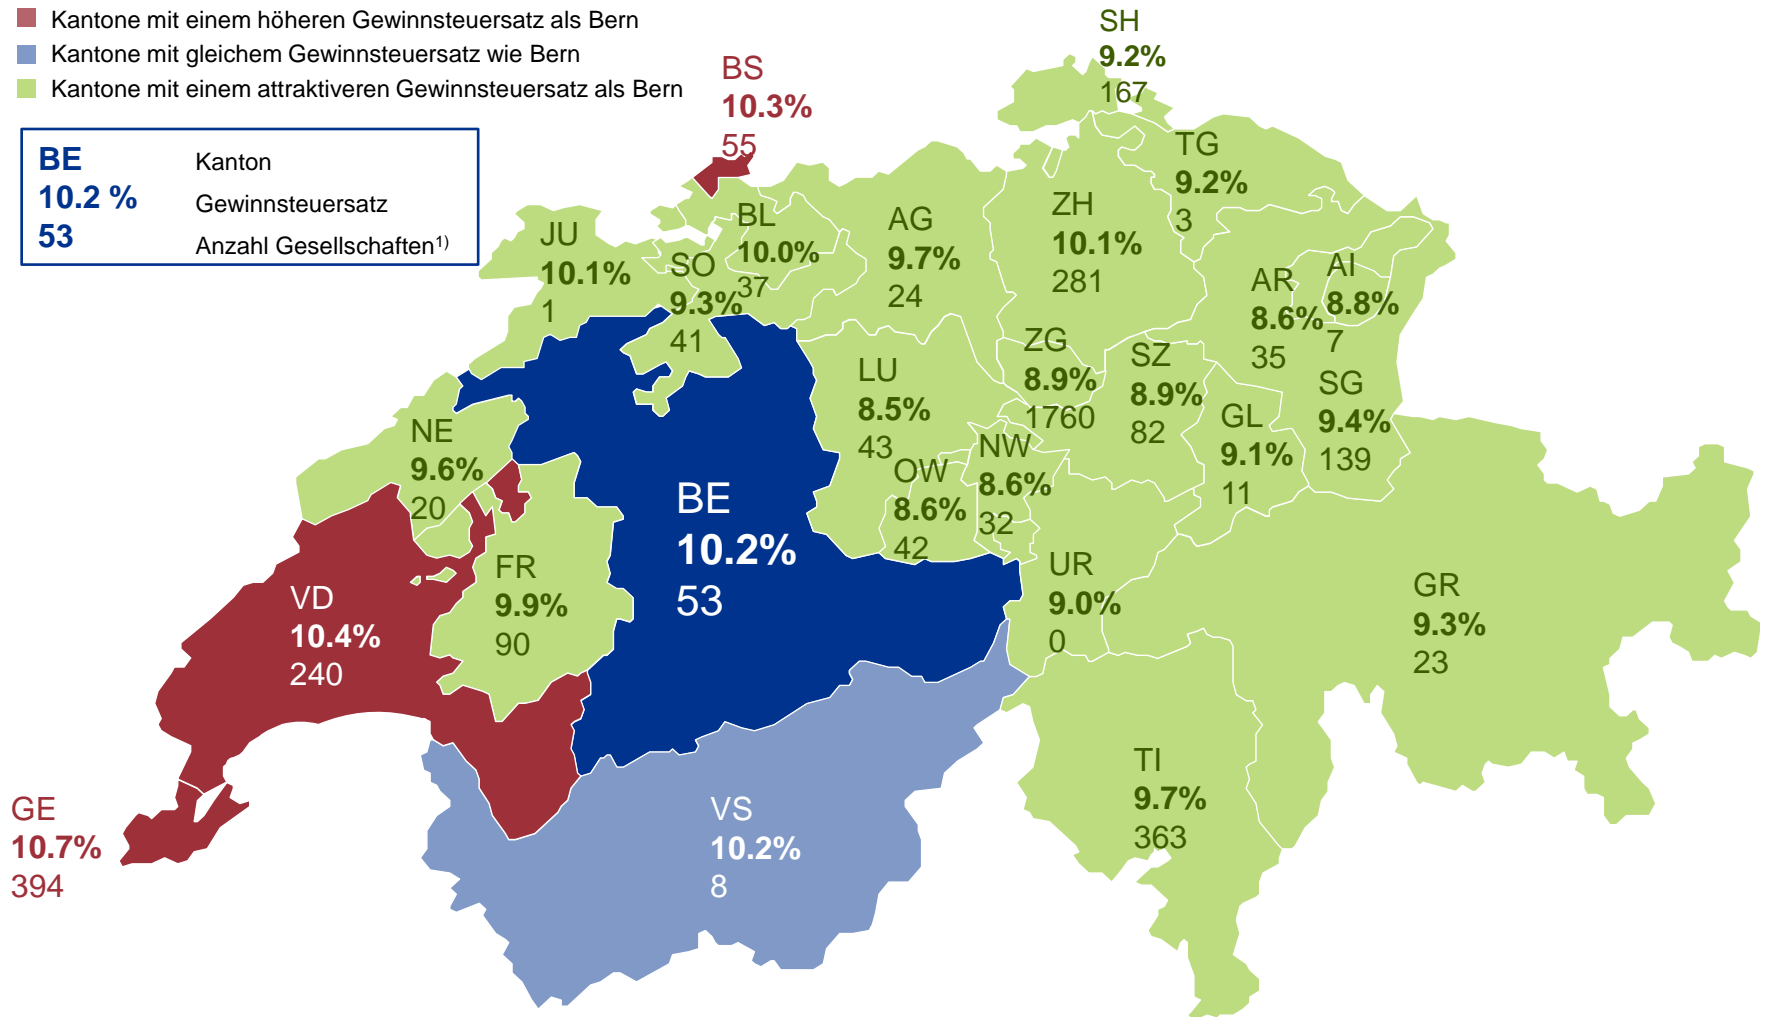 Kantone mit einem höheren Gewinnsteuersatz als Bern
Kantone mit gleichem Gewinnsteuersatz wie Bern
Kantone mit einem attraktiveren Gewinnsteuersatz als Bern
BE Kanton
10.2 % Gewinnsteuersatz
53 Anzahl Gesellschaften1)
SH
9.2%
167
BS
10.3%
55
TG
9.2%
3
ZH
10.1%
281
AG
9.7%
24
BL
10.0%
37
JU
10.1%
1
SO
9.3%
41
AR
8.6%
35
AI
8.8%
7
ZG
8.9%
1760
SZ
8.9%
82
LU
8.5%
43
SG
9.4%
139
GL
9.1%
11
NE
9.6%
20
NW
8.6%
32
OW
8.6%
42
BE
10.2%
53
FR
9.9%
90
UR
9.0%
0
GR
9.3%
23
VD
10.4%
240
TI
9.7%
363
VS
10.2%
8
GE
10.7%
394